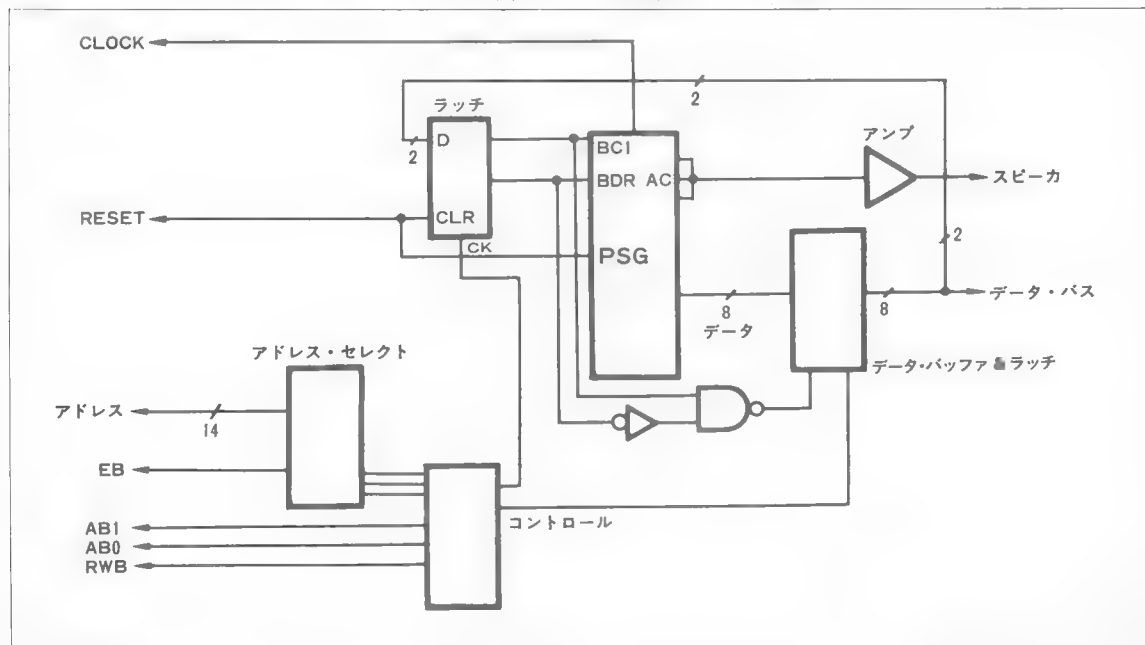 CLOCK
2
ラッチ
D
2
BC1
BDR
AC
アンプ
スピーカ
RESET
CLR
CK
PSG
2
8
データ
8
データ・バス
アドレス・セレクト
データ・バッファ&ラッチ
アドレス
14
EB
コントロール
AB1
AB0
RWB